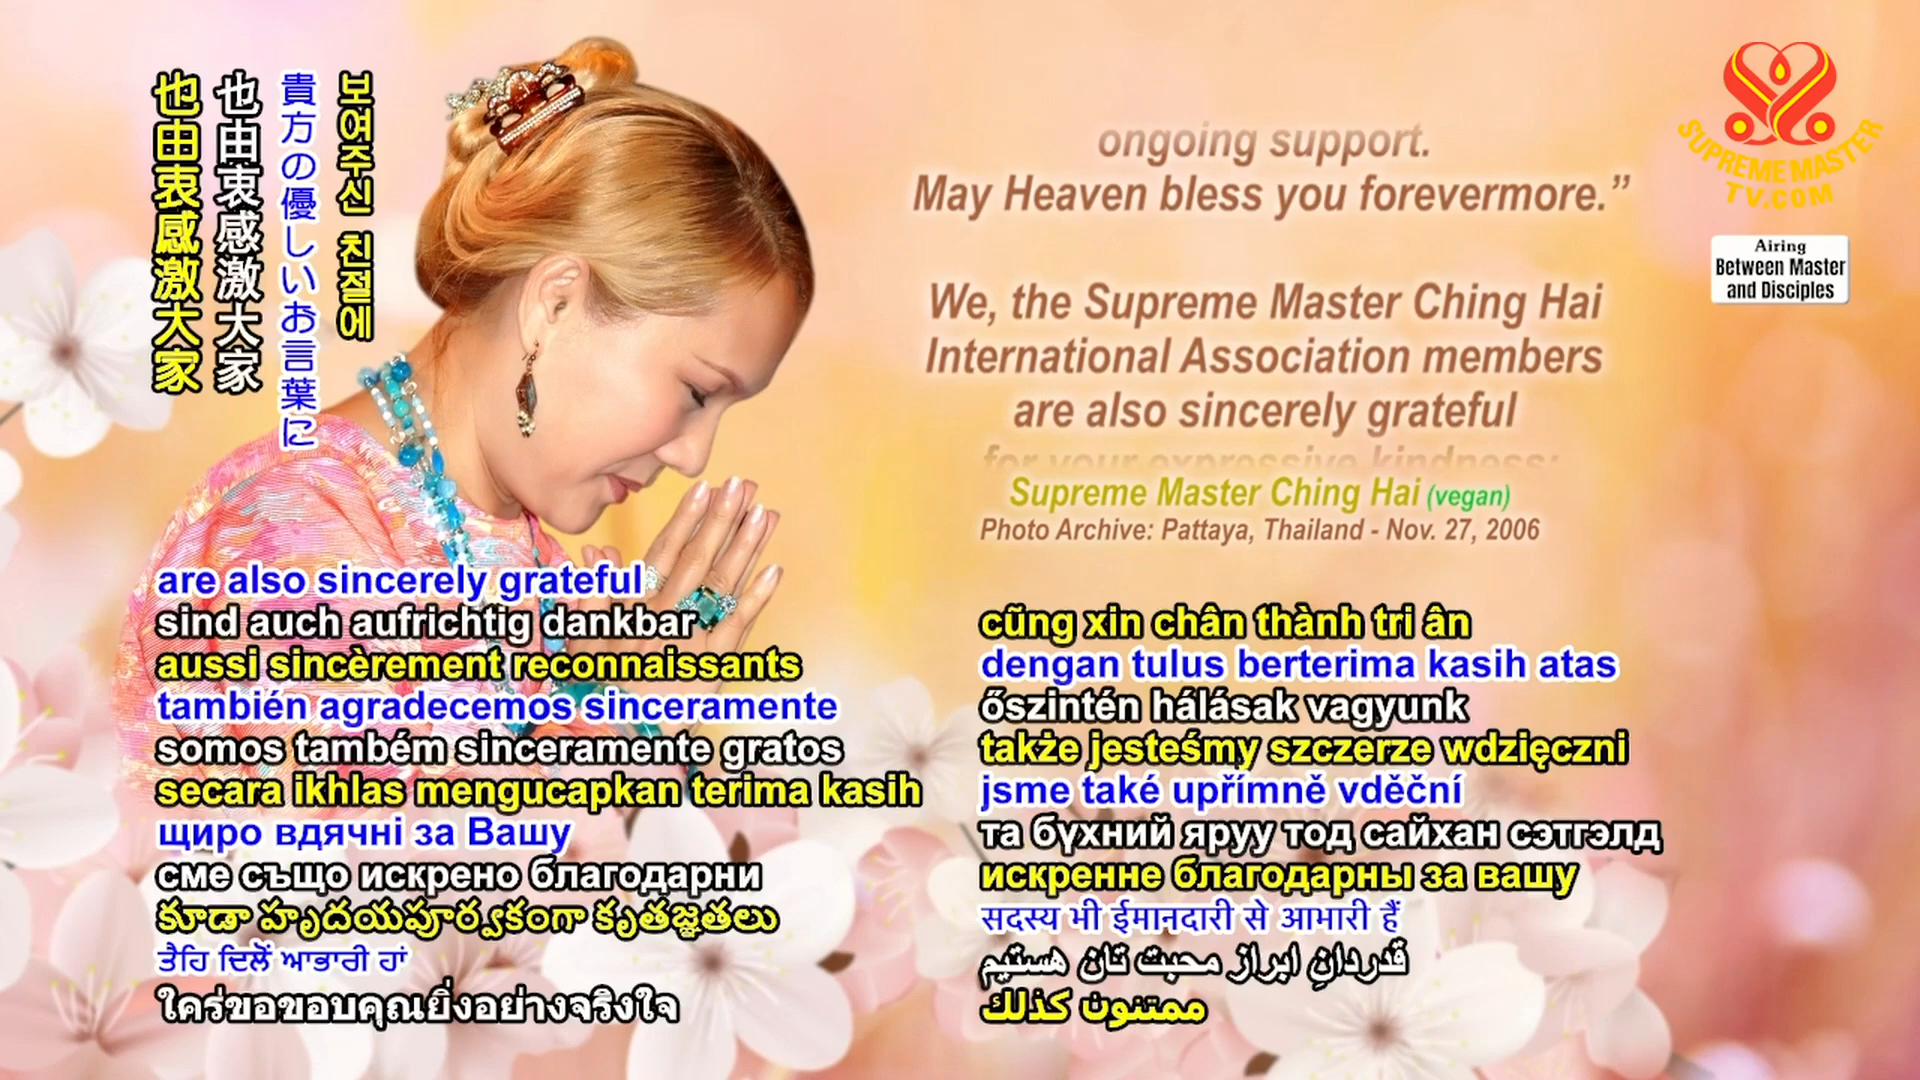 也由衷感激大家
也由衷感激大家
貴方の優しいお言葉に
보여주신 친절에
ongoing support.
May Heaven bless you forevermore.”
We, the Supreme Master Ching Hai
International Association members
are also sincerely grateful
for your expressive kindness;
Supreme Master Ching Hai (vegan)
Photo Archive: Pattaya, Thailand - Nov. 27, 2006
SUPREME MASTER
TV.COM
Airing
Between Master
and Disciples
are also sincerely grateful
sind auch aufrichtig dankbar
aussi sincèrement reconnaissants
también agradecemos sinceramente
somos também sinceramente gratos
secara ikhlas mengucapkan terima kasih
щиро вдячні за Вашу
сме също искрено благодарни
కూడా హృదయపూర్వకంగా కృతజ్ఞతలు
ਤੈਹਿ ਦਿਲੋਂ ਆਭਾਰੀ ਹਾਂ
ใคร่ขอขอบคุณยิ่งอย่างจริงใจ
cũng xin chân thành tri ân
dengan tulus berterima kasih atas
őszintén hálásak vagyunk
także jesteśmy szczerze wdzięczni
jsme také upřímně vděční
та бүхний яруу тод сайхан сэтгэлд
искренне благодарны за вашу
सदस्य भी ईमानदारी से आभारी हैं
قدردانِ ابراز محبت تان هستیم
ممتنون كذلك